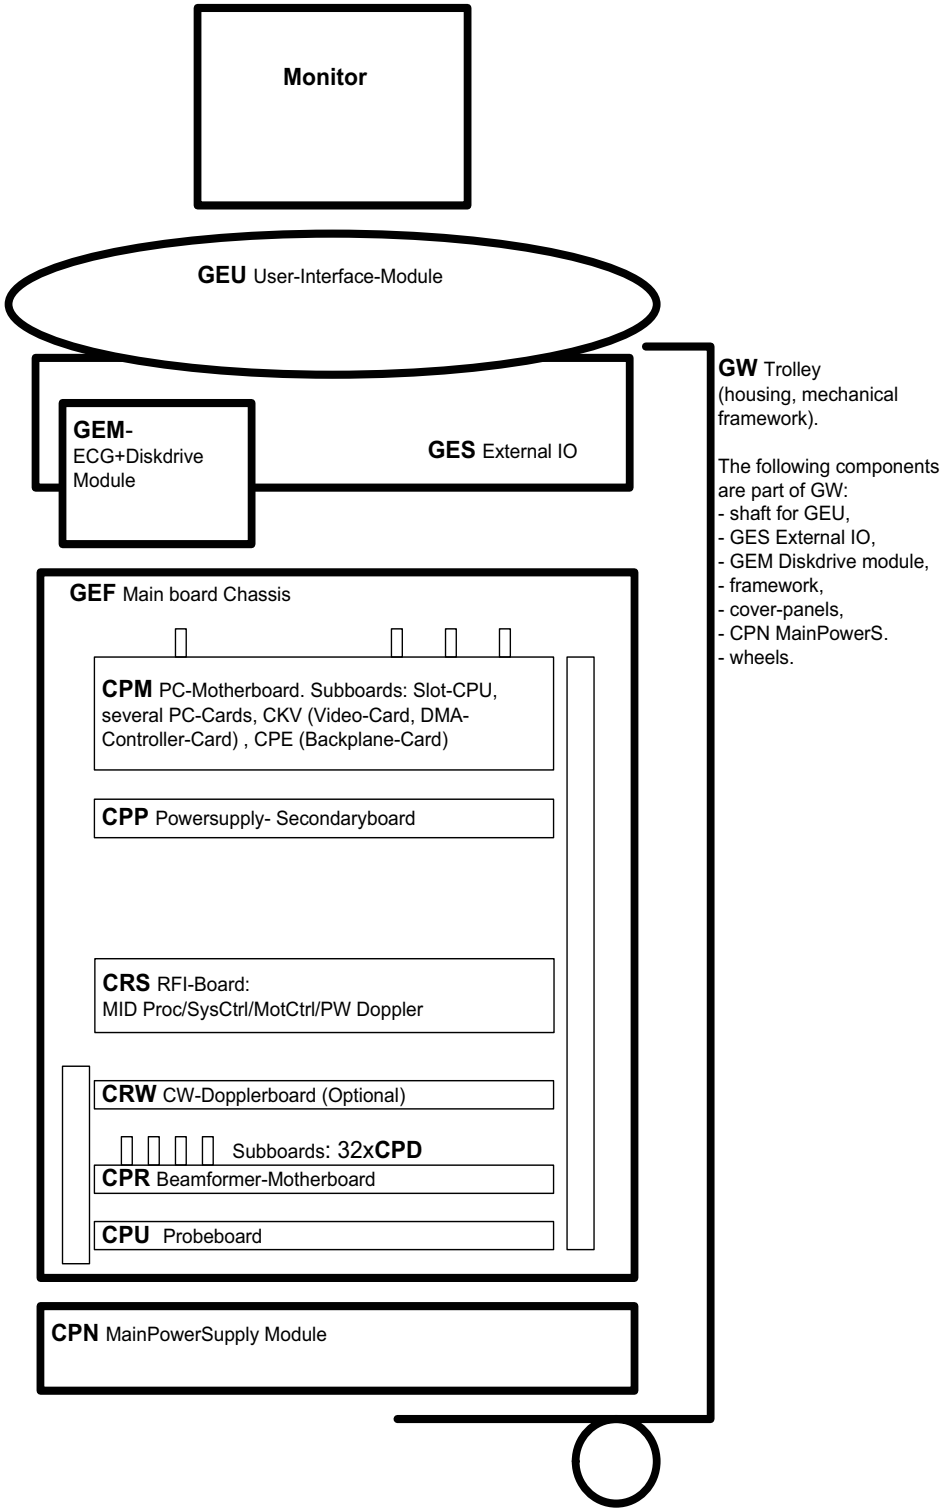 Monitor
GEU User-Interface-Module
GW Trolley
(housing, mechanical
framework).
The following components
are part of GW:
- shaft for GEU,
- GES External IO,
- GEM Diskdrive module,
- framework,
- cover-panels,
- CPN MainPowerS.
- wheels.
GEM-
ECG+Diskdrive
Module
GES External IO
GEF Main board Chassis
CPM PC-Motherboard. Subboards: Slot-CPU,
several PC-Cards, CKV (Video-Card, DMA-
Controller-Card) , CPE (Backplane-Card)
CPP Powersupply- Secondaryboard
CRS RFI-Board:
MID Proc/SysCtrl/MotCtrl/PW Doppler
CRW CW-Dopplerboard (Optional)
Subboards: 32xCPD
CPR Beamformer-Motherboard
CPU Probeboard
CPN MainPowerSupply Module